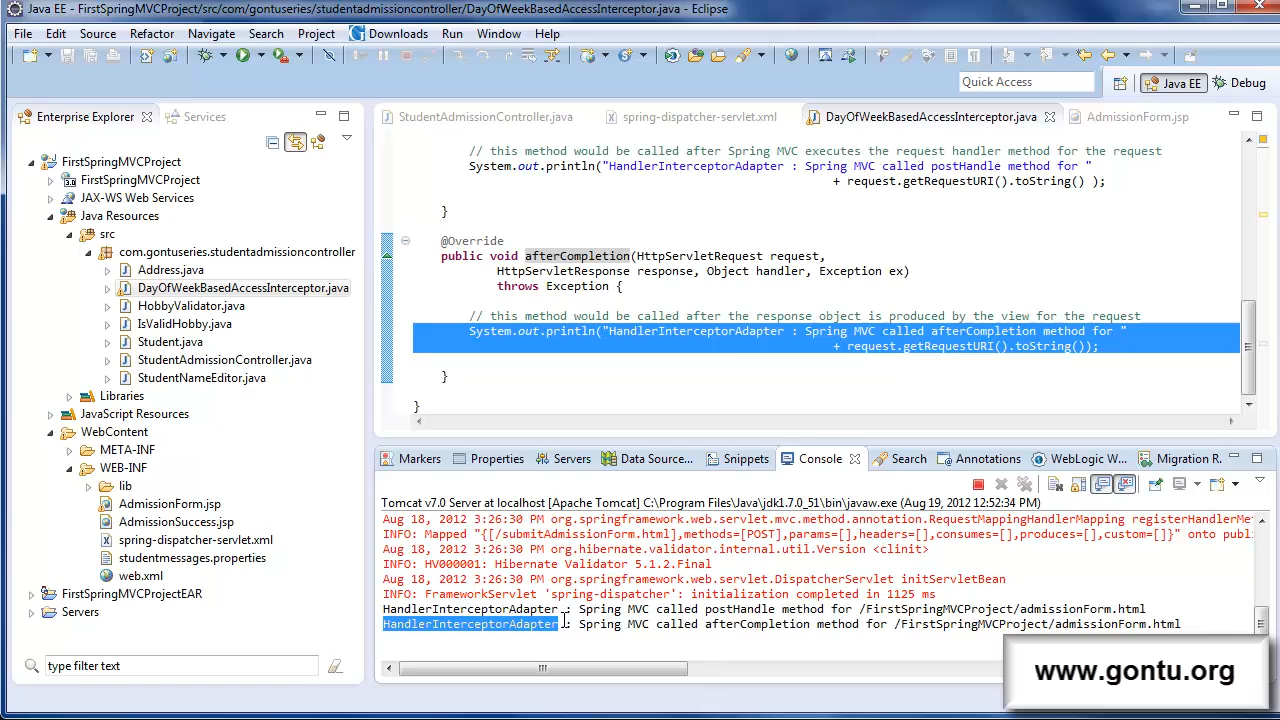 Java EE - FirstSpringMVCProject/src/com/gontuseries/studentadmissioncontroller/DayOfWeekBasedAccessInterceptor.java - Eclipse
File Edit Source Refactor Navigate Search Project Downloads Run Window Help
Quick Access
Java EE
Debug
Enterprise Explorer
Services
FirstSpringMVCProject
FirstSpringMVCProject
JAX-WS Web Services
Java Resources
src
com.gontuseries.studentadmissioncontroller
Address.java
DayOfWeekBasedAccessInterceptor.java
HobbyValidator.java
IsValidHobby.java
Student.java
StudentAdmissionController.java
StudentNameEditor.java
Libraries
JavaScript Resources
WebContent
META-INF
WEB-INF
lib
AdmissionForm.jsp
AdmissionSuccess.jsp
spring-dispatcher-servlet.xml
studentmessages.properties
web.xml
FirstSpringMVCProjectEAR
Servers
type filter text
StudentAdmissionController.java
spring-dispatcher-servlet.xml
DayOfWeekBasedAccessInterceptor.java
AdmissionForm.jsp
// this method would be called after Spring MVC executes the request handler method for the request
System.out.println("HandlerInterceptorAdapter : Spring MVC called postHandle method for "
+ request.getRequestURI().toString() );
}
@Override
public void afterCompletion(HttpServletRequest request,
HttpServletResponse response, Object handler, Exception ex)
throws Exception {
// this method would be called after the response object is produced by the view for the request
System.out.println("HandlerInterceptorAdapter : Spring MVC called afterCompletion method for "
+ request.getRequestURI().toString());
}
}
Markers
Properties
Servers
Data Source...
Snippets
Console
Search
Annotations
WebLogic W...
Migration R.
Tomcat v7.0 Server at localhost [Apache Tomcat] C:\Program Files\Java\jdk1.7.0_51\bin\javaw.exe (Aug 19, 2012 12:52:34 PM)
Aug 18, 2012 3:26:30 PM org.springframework.web.servlet.mvc.method.annotation.RequestMappingHandlerMapping registerHandlerMe
INFO: Mapped "{[/submitAdmissionForm.html],methods=[POST],params=[],headers=[],consumes=[],produces=[],custom=[]}" onto publi
Aug 18, 2012 3:26:30 PM org.hibernate.validator.internal.util.Version <clinit>
INFO: HV000001: Hibernate Validator 5.1.2.Final
Aug 18, 2012 3:26:30 PM org.springframework.web.servlet.DispatcherServlet initServletBean
INFO: FrameworkServlet 'spring-dispatcher': initialization completed in 1125 ms
HandlerInterceptorAdapter : Spring MVC called postHandle method for /FirstSpringMVCProject/admissionForm.html
HandlerInterceptorAdapter : Spring MVC called afterCompletion method for /FirstSpringMVCProject/admissionForm.html
www.gontu.org